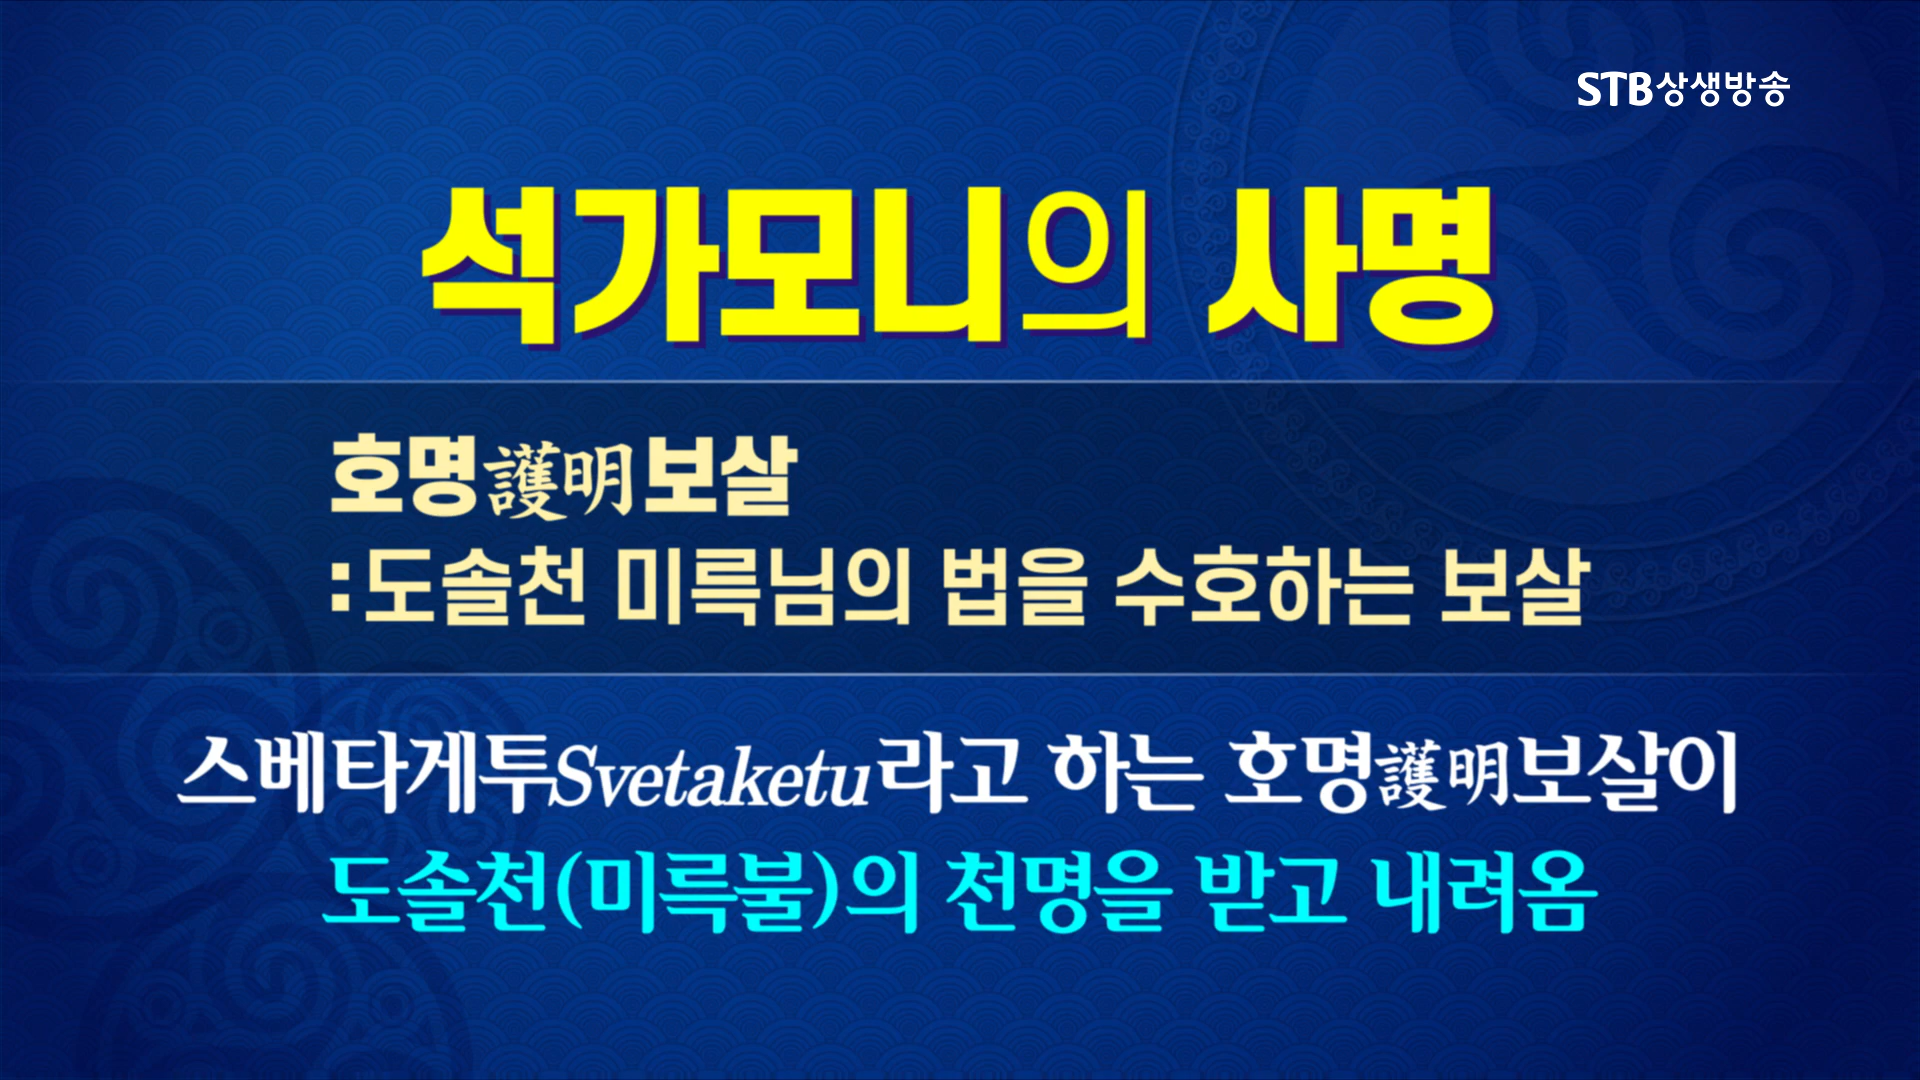 STB상생방송
석가모니의 사명
호명護明보살
:도솔천 미륵님의 법을 수호하는 보살
스베타게투Svetaketu라고 하는 호명護明보살이
도솔천(미륵불)의 천명을 받고 내려옴